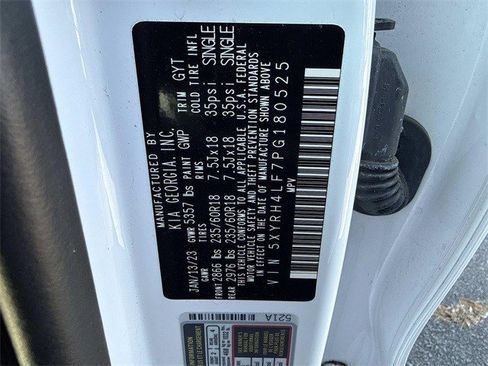 MANUFACTURED BY
KIA GEORGIA, INC.
JAN/13/23 GVWR 5357 lbs PAINT GWP TRIM GYT
GAWR TIRES RIMS COLD TIRE INFL
FRONT 2866 lbs 235/60R18 7.5Jx18 35psi SINGLE
REAR 2976 lbs 235/60R18 7.5Jx18 35psi SINGLE
THIS VEHICLE CONFORMS TO ALL APPLICABLE U.S.A. FEDERAL
MOTOR VEHICLE SAFETY, BUMPER, AND THEFT PREVENTION STANDARDS
IN EFFECT ON THE DATE OF MANUFACTURE SHOWN ABOVE
VIN 5XYRH4LF7PG180525
MPV
521A